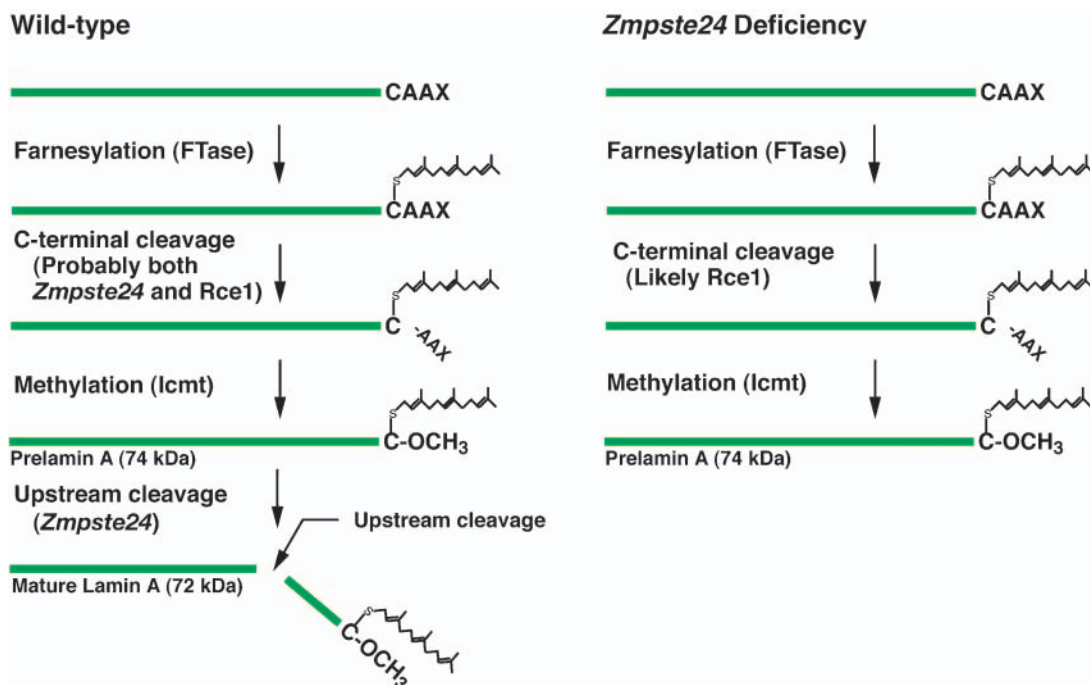 Wild-type
CAAX
Farnesylation (FTase)
S
CAAX
C-terminal cleavage
(Probably both
Zmpste24 and Rce1)
S
C -AAX
Methylation (Icmt)
S
C-OCH3
Prelamin A (74 kDa)
Upstream cleavage
(Zmpste24)
Upstream cleavage
Mature Lamin A (72 kDa)
S
C-OCH3
Zmpste24 Deficiency
CAAX
Farnesylation (FTase)
S
CAAX
C-terminal cleavage
(Likely Rce1)
S
C -AAX
Methylation (Icmt)
S
C-OCH3
Prelamin A (74 kDa)